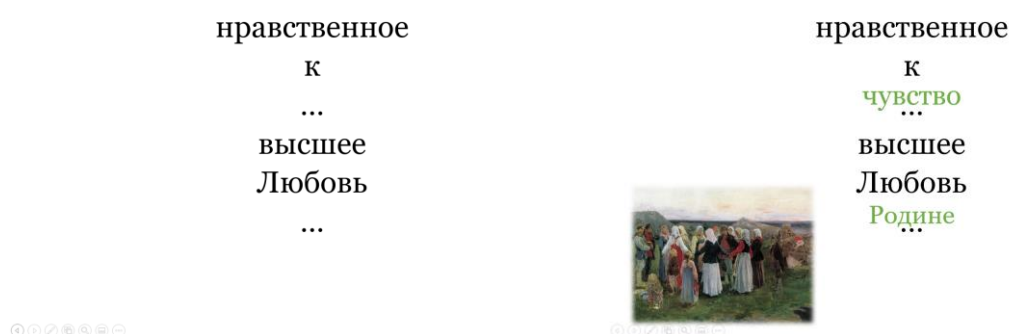 нравственное
к
...
высшее
Любовь
...
нравственное
к
чувство
...
высшее
Любовь
Родине
...